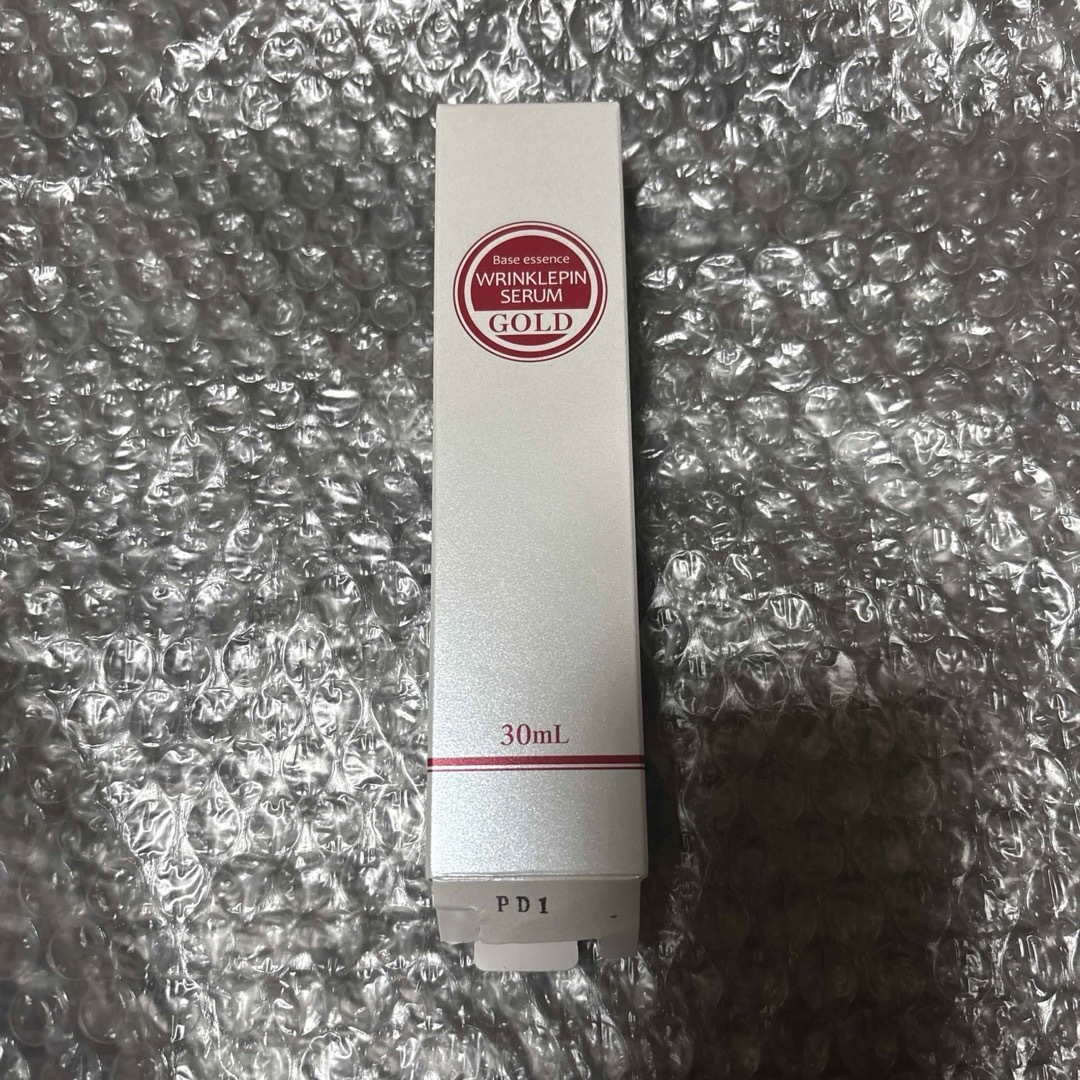 Base essence
WRINKLEPIN
SERUM
GOLD
30mL
PD1